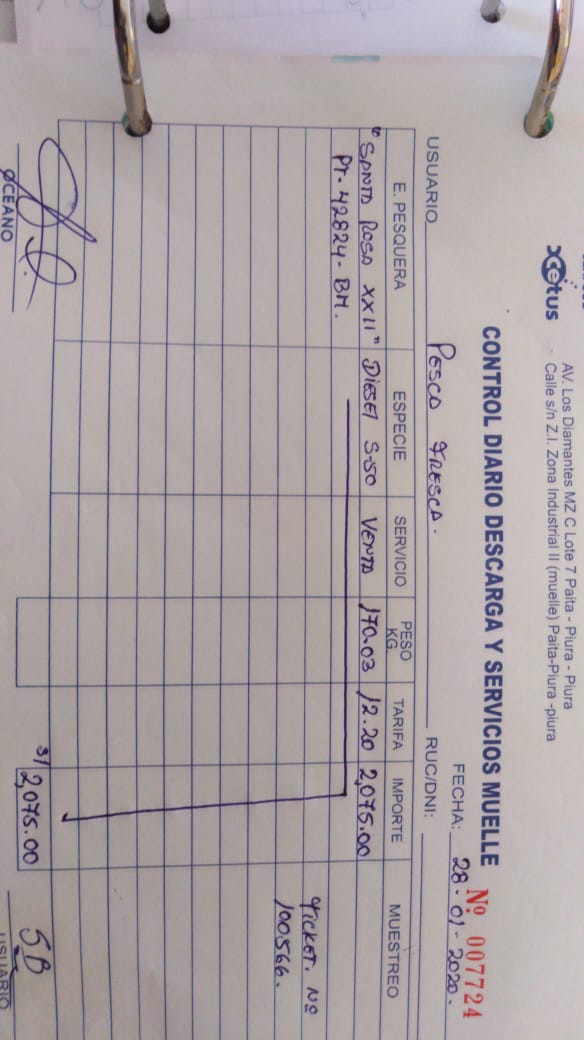 cetus
AV. Los Diamantes MZ C Lote 7 Paita - Piura - Piura
Calle s/n Z.I. Zona Industrial II (muelle) Paita-Piura -piura
CONTROL DIARIO DESCARGA Y SERVICIOS MUELLE
Nº 007724
FECHA: 28-01-2020.
USUARIO PESCA FRESCA. RUC/DNI:
E. PESQUERA ESPECIE SERVICIO PESO KG. TARIFA IMPORTE MUESTREO
"SANTA ROSA XXII" DIESEL S-50 VENTA 170.03 12.20 2,075.00
PT-42824-BM.
TICKET. Nº
100566.
S/ 2,075.00
OCEANO
SB
USUARIO